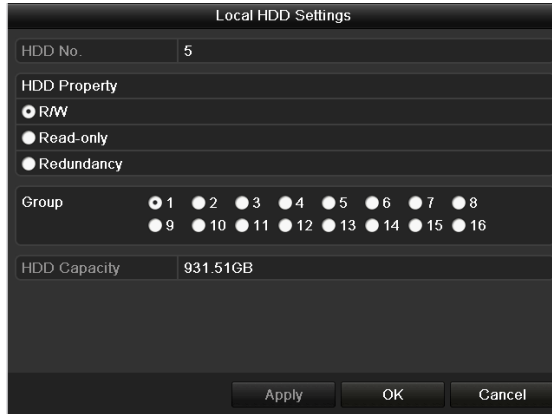 Local HDD Settings
HDD No. 5
HDD Property
R/W
Read-only
Redundancy
Group 1 2 3 4 5 6 7 8
9 10 11 12 13 14 15 16
HDD Capacity 931.51GB
Apply OK Cancel